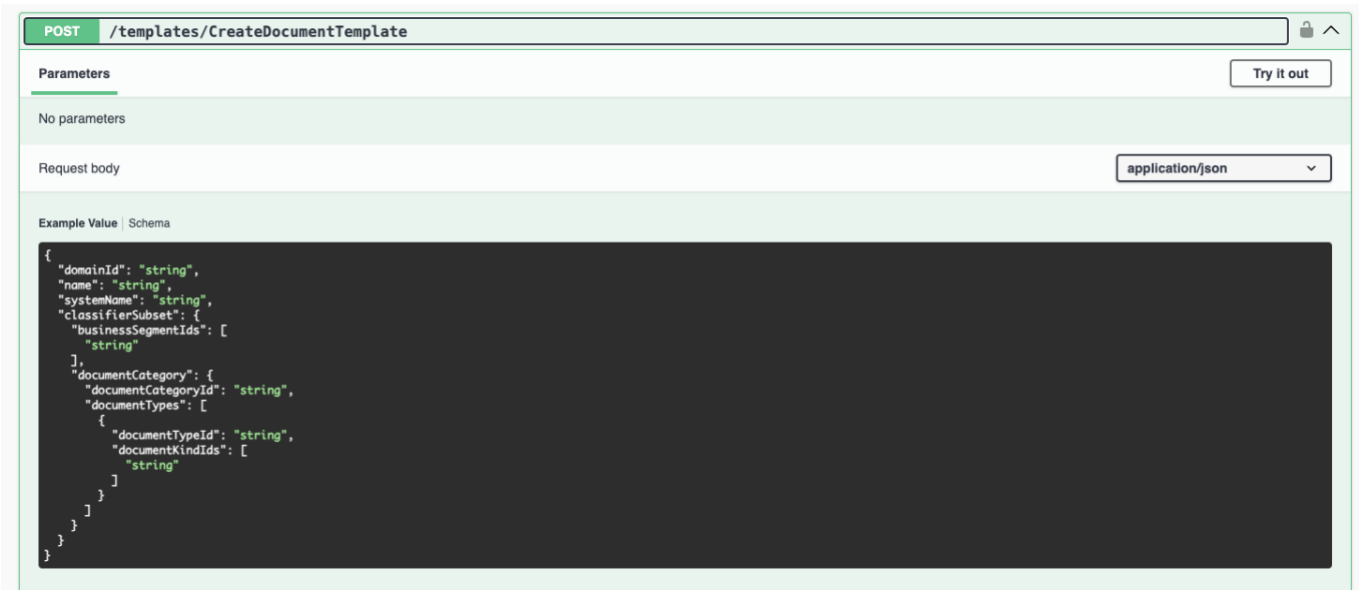 POST /templates/CreateDocumentTemplate
Parameters
Try it out
No parameters
Request body
application/json
Example Value
Schema
{
  "domainId": "string",
  "name": "string",
  "systemName": "string",
  "classifierSubset": {
    "businessSegmentIds": [
      "string"
    ],
    "documentCategory": {
      "documentCategoryId": "string",
      "documentTypes": [
        {
          "documentTypeId": "string",
          "documentKindIds": [
            "string"
          ]
        }
      ]
    }
  }
}